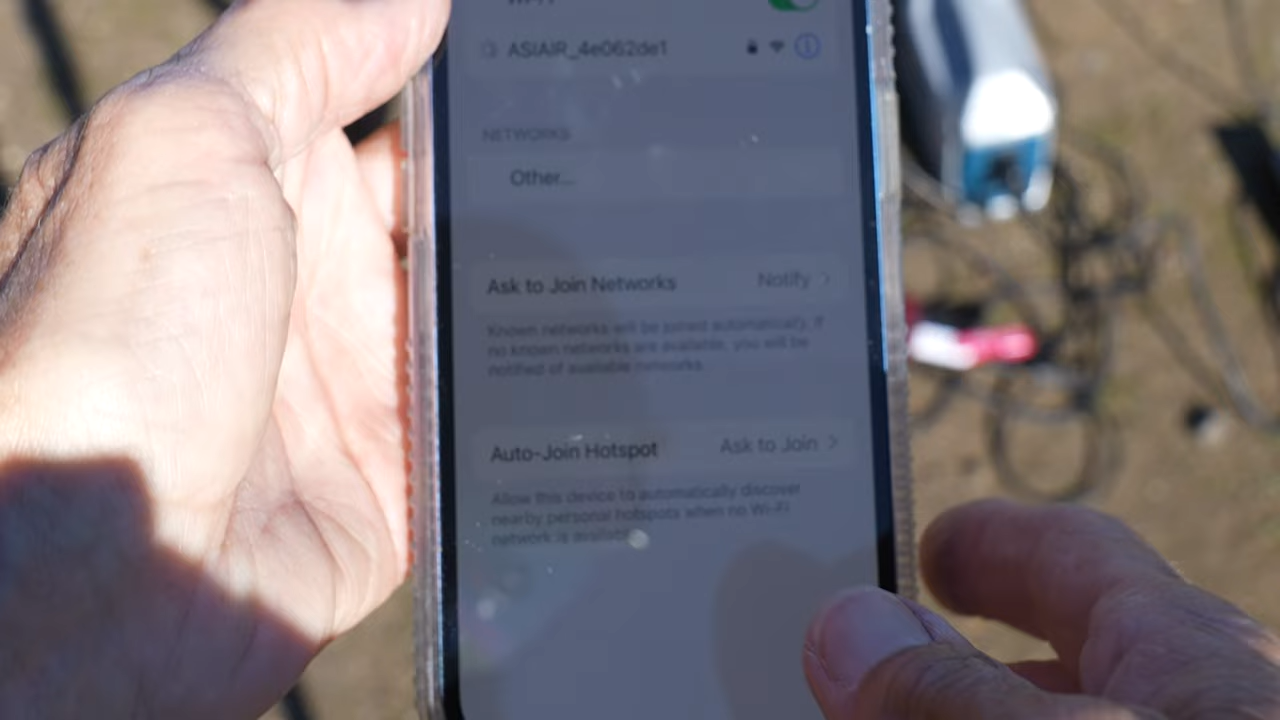 Wi-Fi
ASIAIR_4e062de1
NETWORKS
Other...
Ask to Join Networks Notify
Known networks will be joined automatically. If
no known networks are available, you will be
notified of available networks.
Auto-Join Hotspot Ask to Join
Allow this device to automatically discover
nearby personal hotspots when no Wi-Fi
network is available.